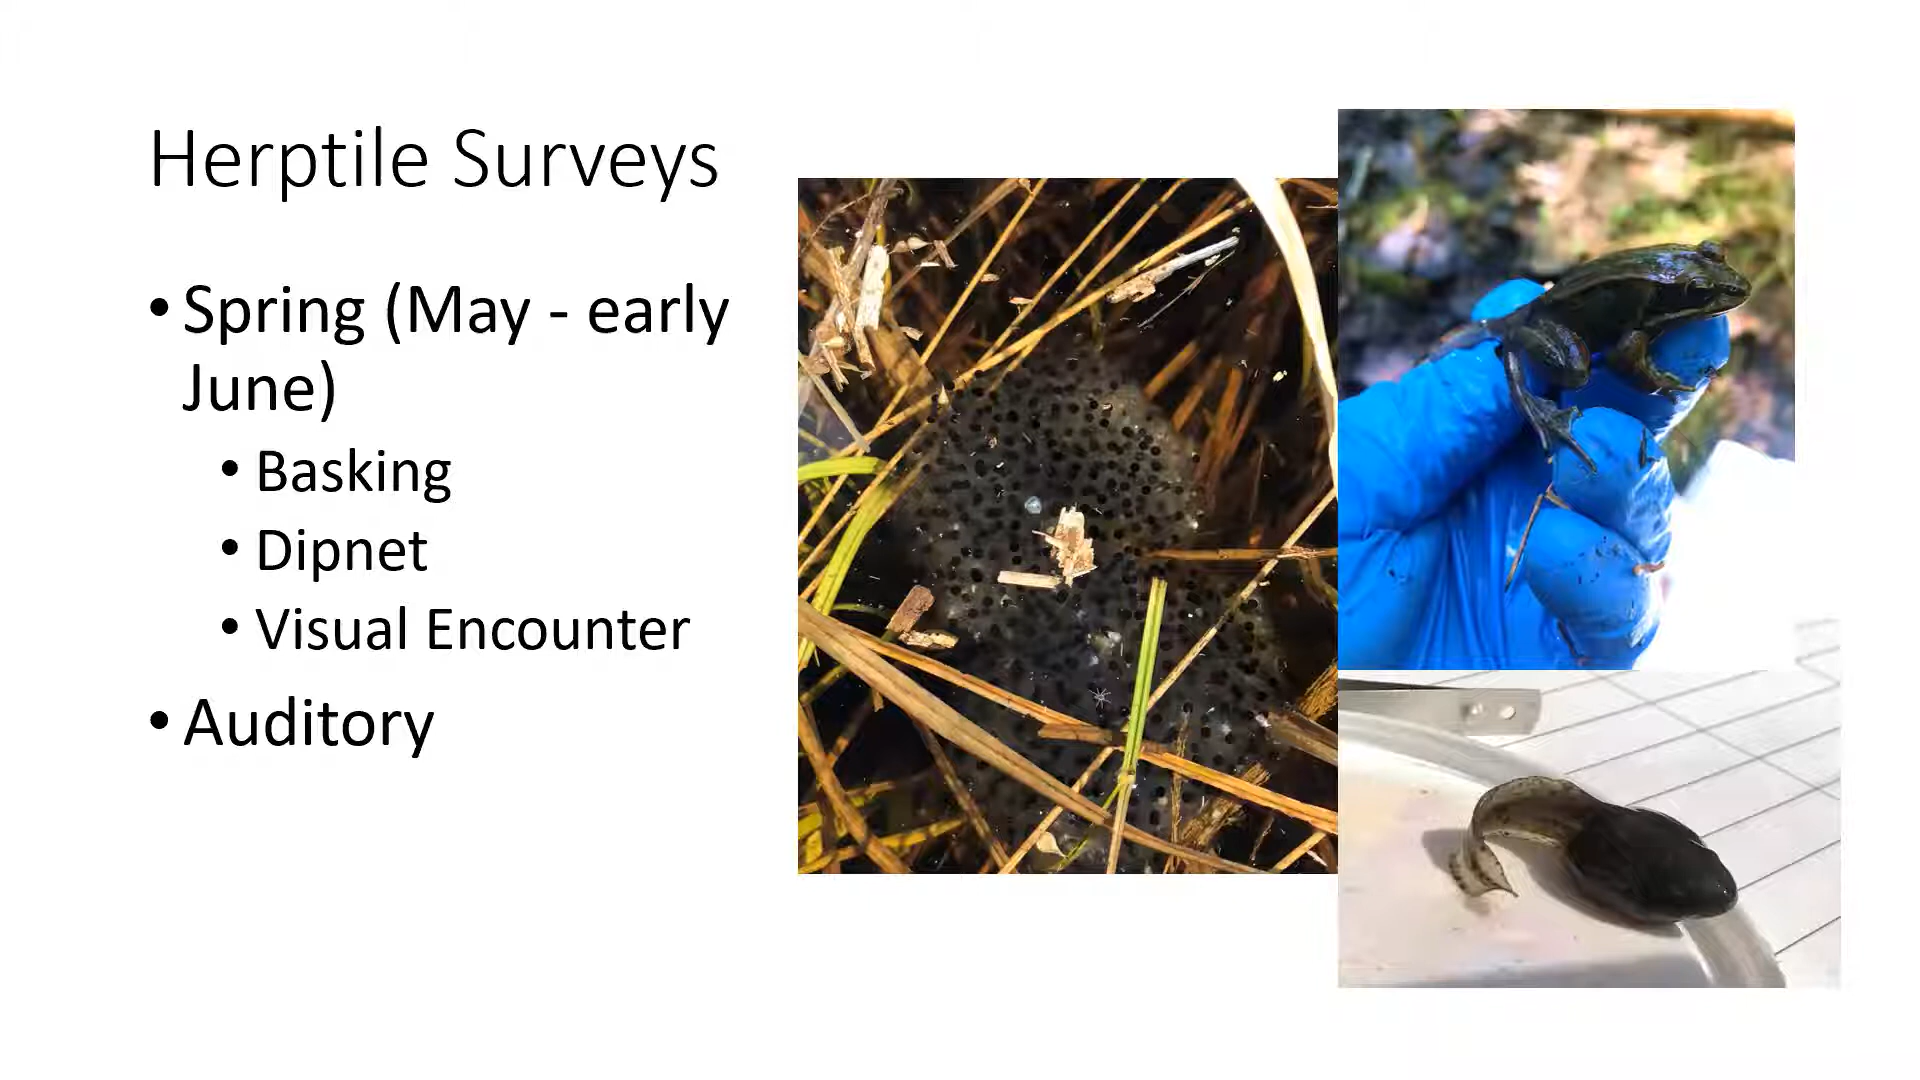 Herptile Surveys
• Spring (May - early
June)
• Basking
• Dipnet
• Visual Encounter
• Auditory